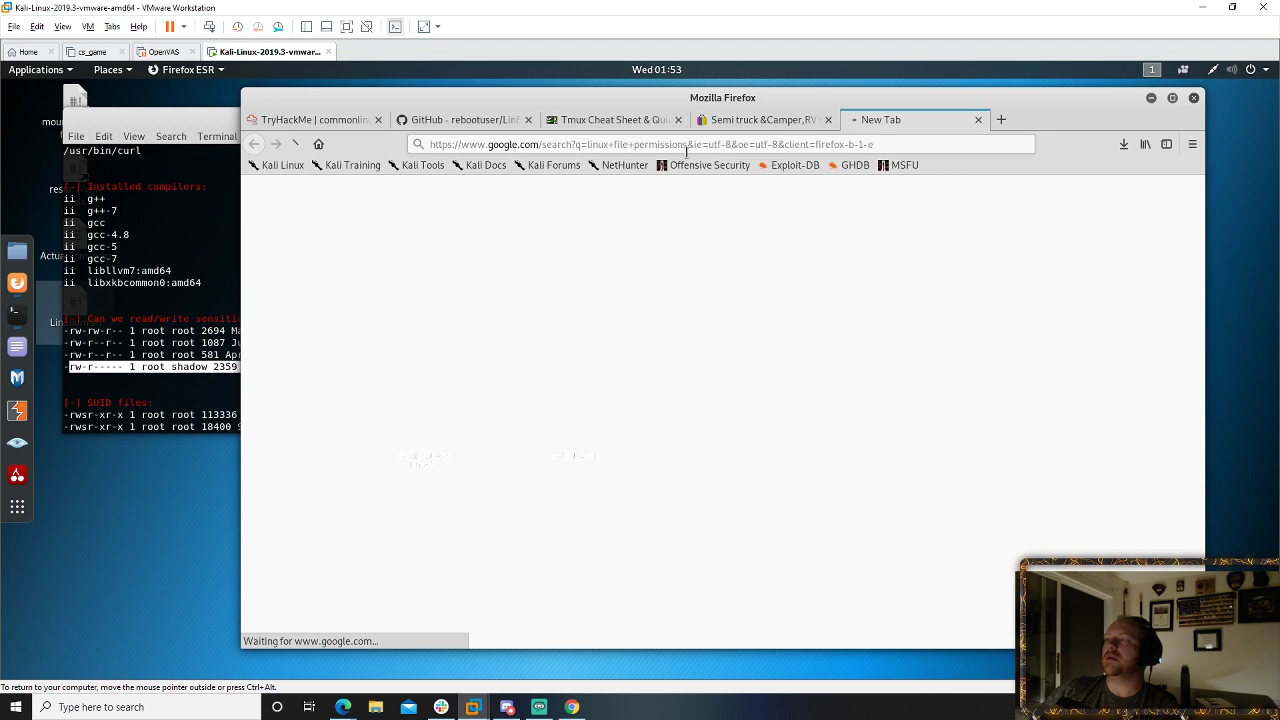 Kali-Linux-2019.3-vmware-amd64 - VMware Workstation
File Edit View VM Tabs Help
Home cs_game OpenVAS Kali-Linux-2019.3-vmwar...
Applications Places Firefox ESR Wed 01:53 1
Mozilla Firefox
TryHackMe | commonlin GitHub - rebootuser/LinE Tmux Cheat Sheet & Quic Semi truck &Camper,RV New Tab
https://www.google.com/search?q=linux+file+permissions&ie=utf-8&oe=utf-8&client=firefox-b-1-e
Kali Linux Kali Training Kali Tools Kali Docs Kali Forums NetHunter Offensive Security Exploit-DB GHDB MSFU
File Edit View Search Terminal
/usr/bin/curl
[-] Installed compilers:
ii g++
ii g++-7
ii gcc
ii gcc-4.8
ii gcc-5
ii gcc-7
ii libllvm7:amd64
ii libxkbcommon0:amd64
[-] Can we read/write sensiti
-rw-rw-r-- 1 root root 2694 Ma
-rw-r--r-- 1 root root 1087 Ju
-rw-r--r-- 1 root root 581 Apr
-rw-r----- 1 root shadow 2359
[-] SUID files:
-rwsr-xr-x 1 root root 113336
-rwsr-xr-x 1 root root 18400 S
Waiting for www.google.com...
To return to your computer, move the mouse pointer outside or press Ctrl+Alt.
Type here to search